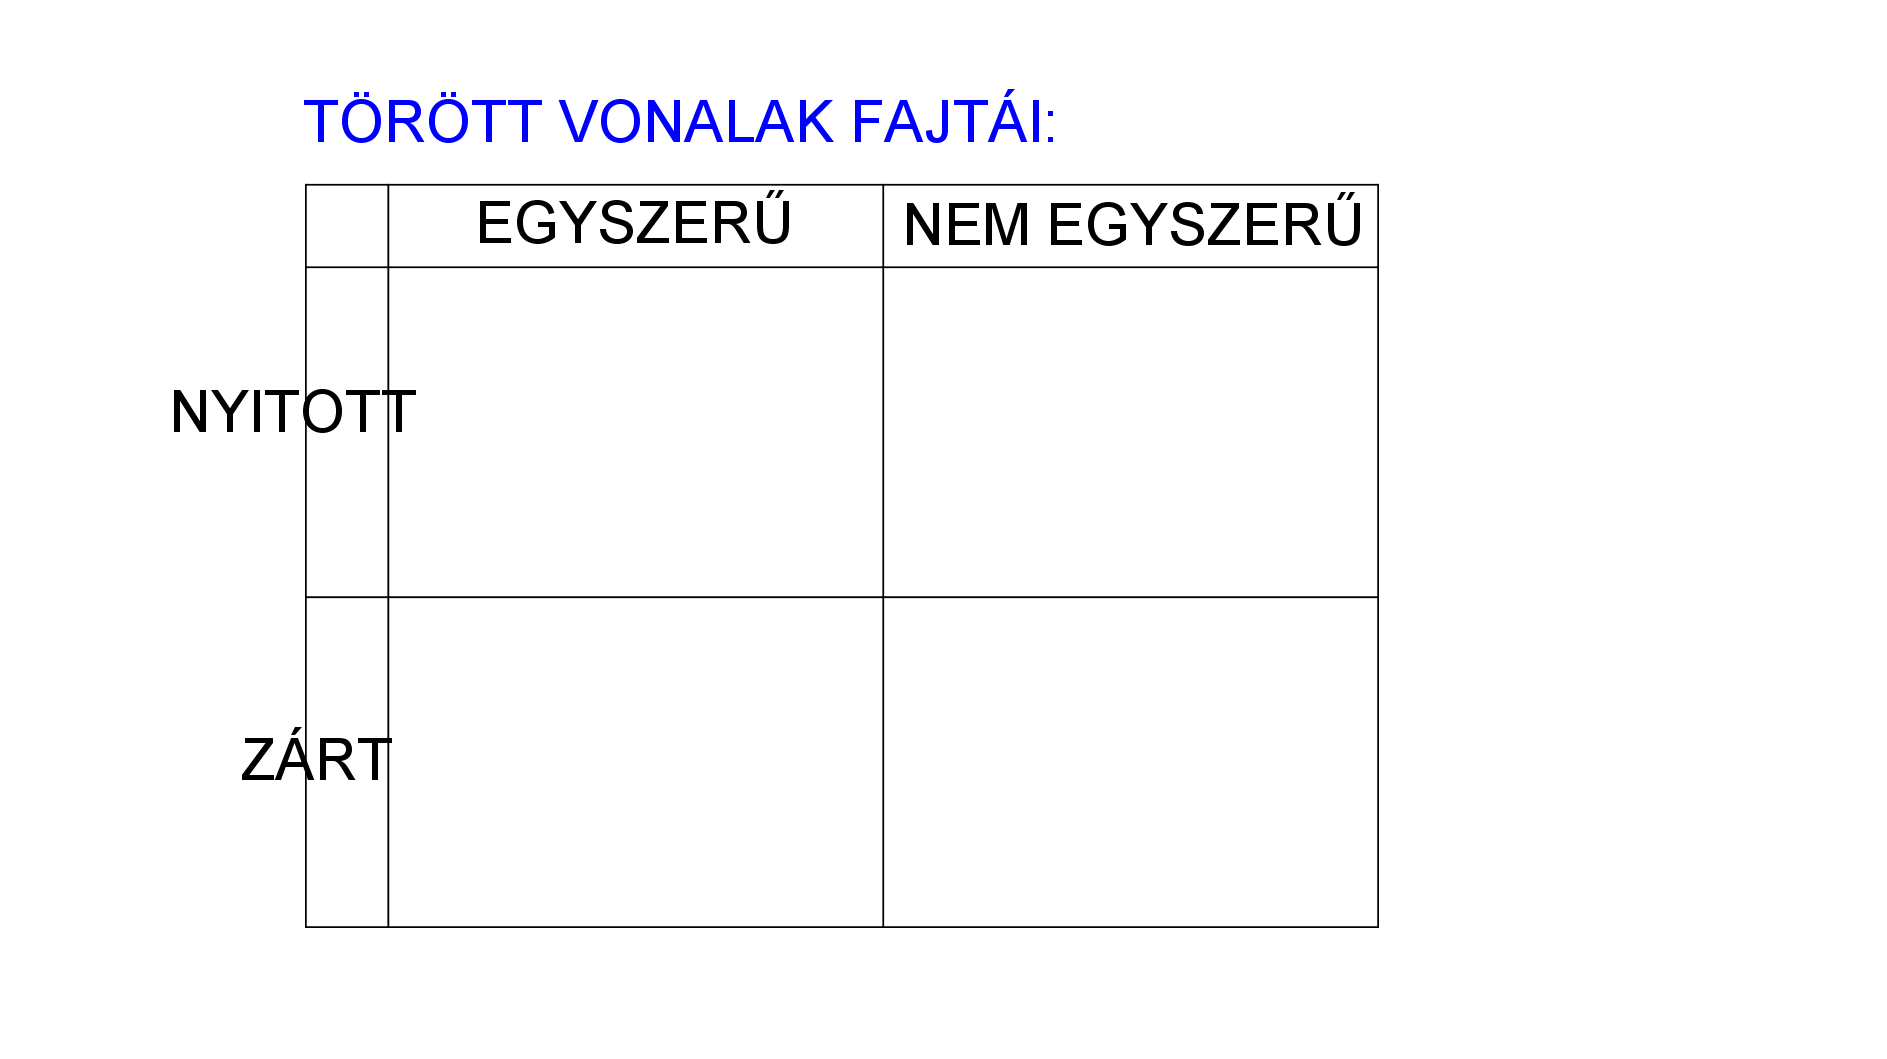 TÖRÖTT VONALAK FAJTÁI:
EGYSZERŰ NEM EGYSZERŰ
NYITOTT
ZÁRT